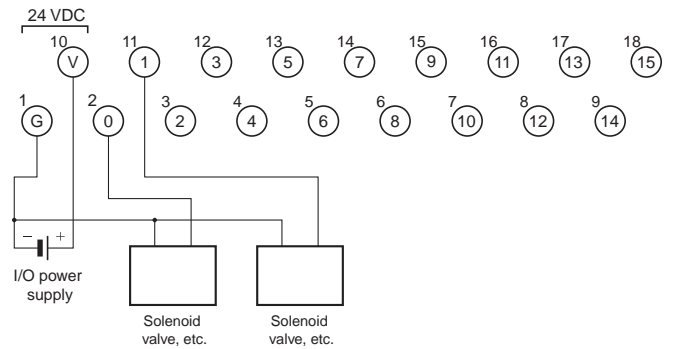 24 VDC
10 11 12 13 14 15 16 17 18
V 1 3 5 7 9 11 13 15
1 2 3 4 5 6 7 8 9
G 0 2 4 6 8 10 12 14
− +
I/O power
supply
Solenoid
valve, etc.
Solenoid
valve, etc.